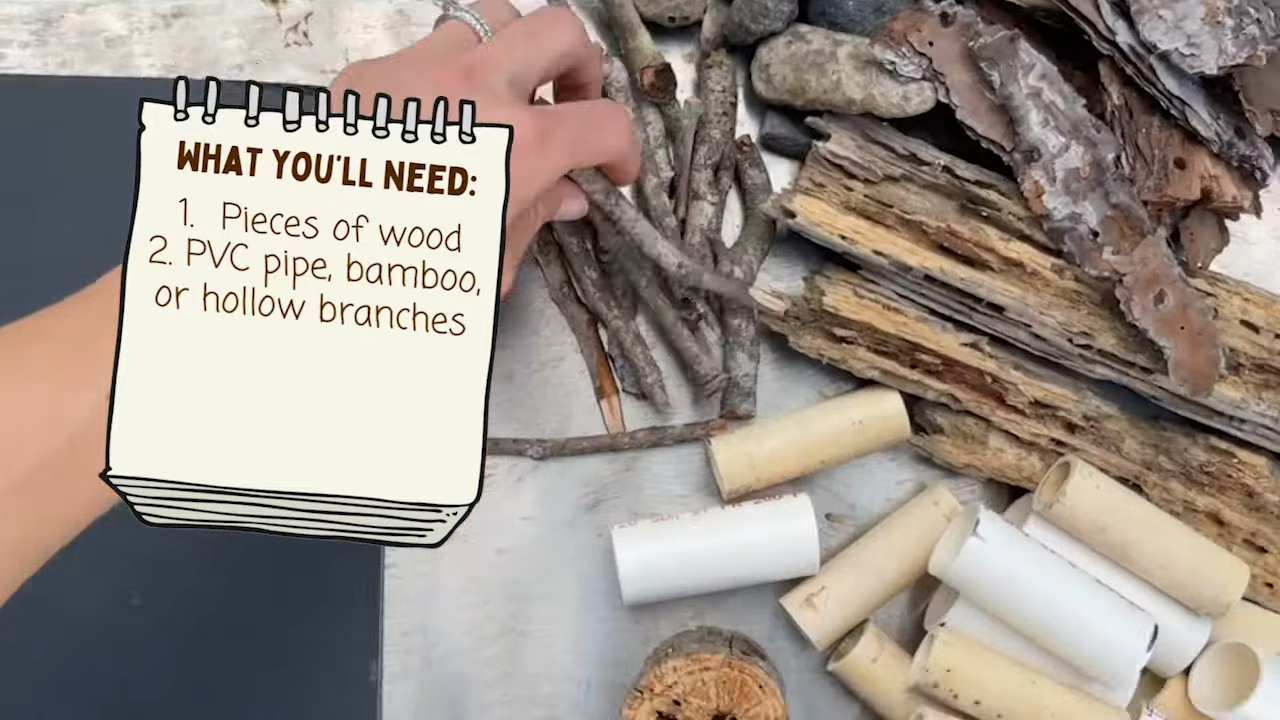 WHAT YOU'LL NEED:
1. Pieces of wood
2. PVC pipe, bamboo,
or hollow branches